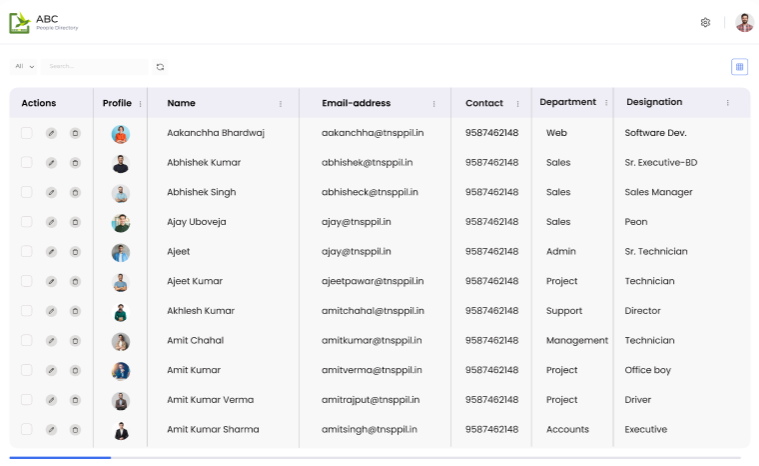 ABC
People Directory
All Search...
Actions Profile Name Email-address Contact Department Designation
Aakanchha Bhardwaj aakanchha@tnsppil.in 9587462148 Web Software Dev.
Abhishek Kumar abhishek@tnsppil.in 9587462148 Sales Sr. Executive-BD
Abhishek Singh abhisheck@tnsppil.in 9587462148 Sales Sales Manager
Ajay Uboveja ajay@tnsppil.in 9587462148 Sales Peon
Ajeet ajay@tnsppil.in 9587462148 Admin Sr. Technician
Ajeet Kumar ajeetpawar@tnsppil.in 9587462148 Project Technician
Akhlesh Kumar amitchahal@tnsppil.in 9587462148 Support Director
Amit Chahal amitkumar@tnsppil.in 9587462148 Management Technician
Amit Kumar amitverma@tnsppil.in 9587462148 Project Office boy
Amit Kumar Verma amitrajput@tnsppil.in 9587462148 Project Driver
Amit Kumar Sharma amitsingh@tnsppil.in 9587462148 Accounts Executive